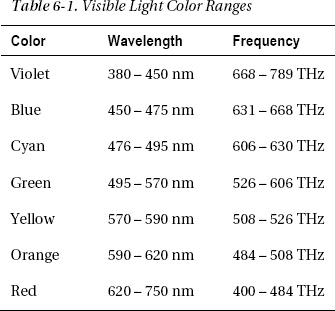 Table 6-1. Visible Light Color Ranges
Color Wavelength Frequency
Violet 380 – 450 nm 668 – 789 THz
Blue 450 – 475 nm 631 – 668 THz
Cyan 476 – 495 nm 606 – 630 THz
Green 495 – 570 nm 526 – 606 THz
Yellow 570 – 590 nm 508 – 526 THz
Orange 590 – 620 nm 484 – 508 THz
Red 620 – 750 nm 400 – 484 THz